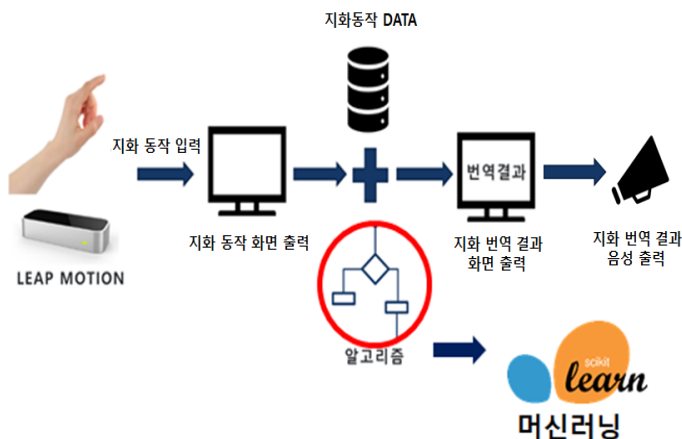 지화동작 DATA
지화 동작 입력
번역결과
LEAP MOTION
지화 동작 화면 출력
지화 번역 결과
화면 출력
지화 번역 결과
음성 출력
알고리즘
scikit
learn
머신러닝